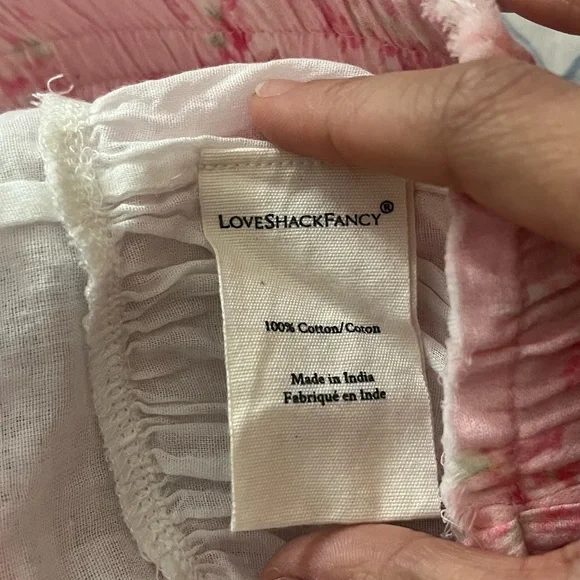 LOVESHACKFANCY®
100% Cotton/Coton
Made in India
Fabriqué en Inde